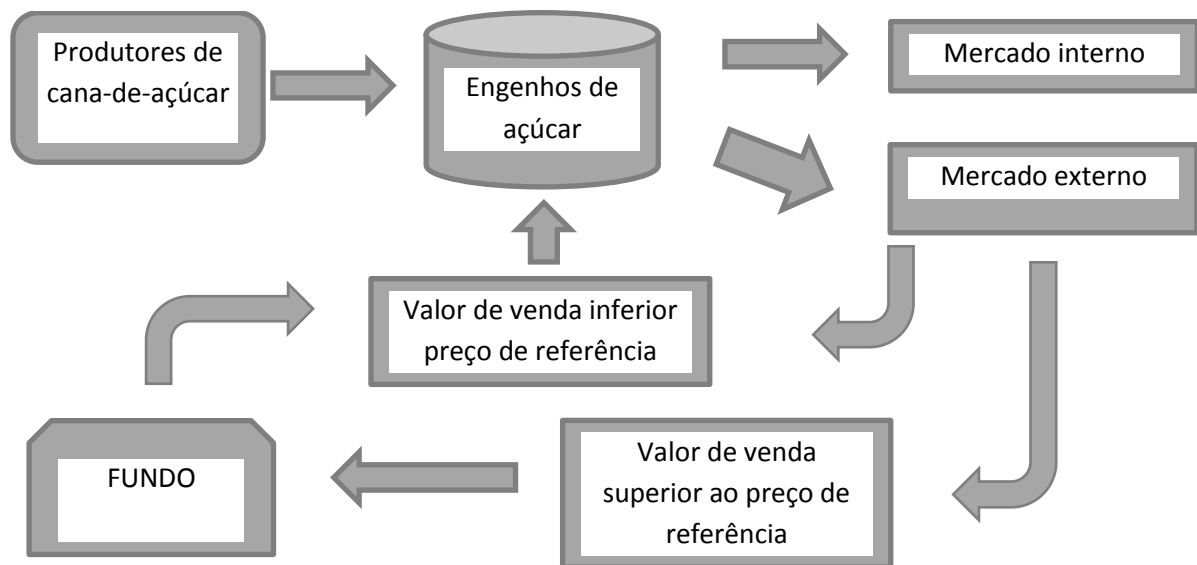 Produtores de
cana-de-açúcar
Engenhos de
açúcar
Mercado interno
Mercado externo
Valor de venda inferior
preço de referência
FUNDO
Valor de venda
superior ao preço de
referência